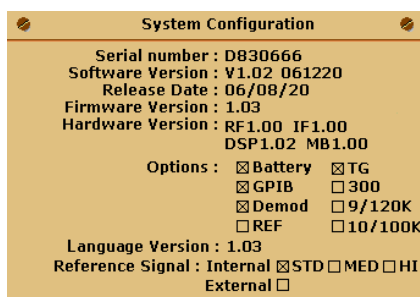 System Configuration
Serial number : D830666
Software Version : V1.02 061220
Release Date : 06/08/20
Firmware Version : 1.03
Hardware Version : RF1.00 IF1.00
DSP1.02 MB1.00
Options : ☒ Battery ☒ TG
☒ GPIB ☐ 300
☒ Demod ☐ 9/120K
☐ REF ☐ 10/100K
Language Version : 1.03
Reference Signal : Internal ☒ STD ☐ MED ☐ HI
External ☐